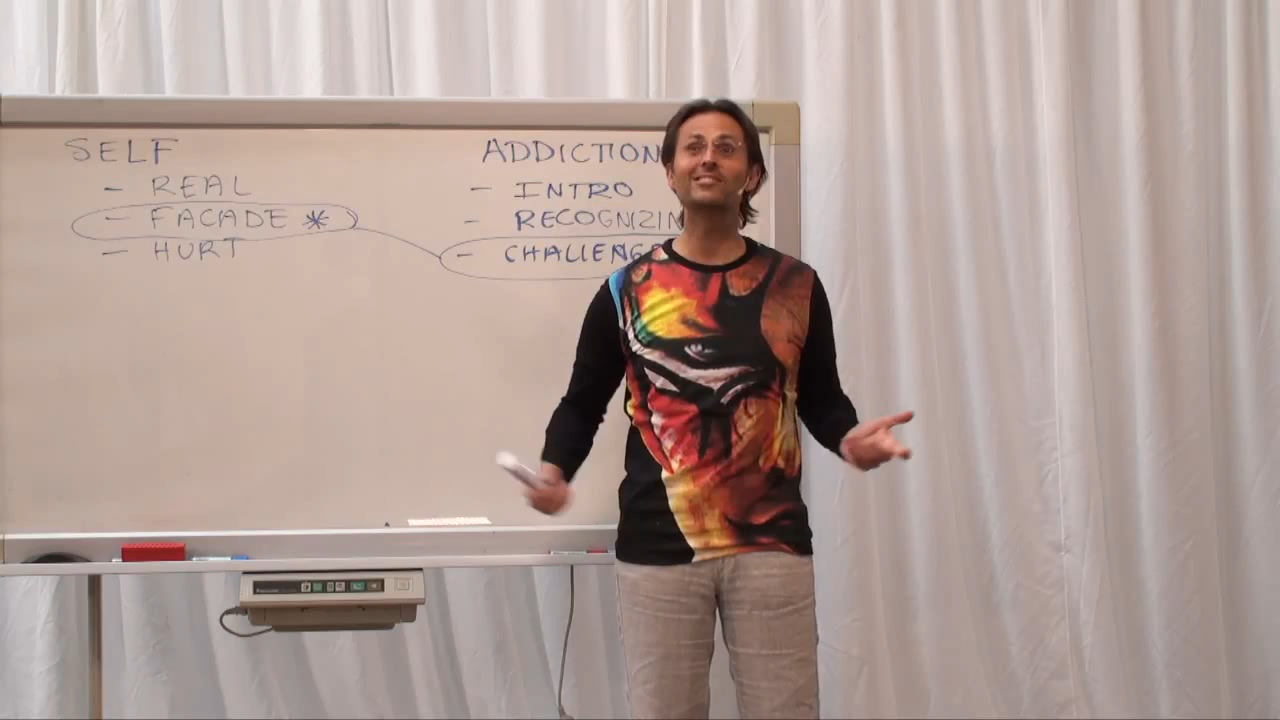 SELF
- REAL
- FACADE *
- HURT
ADDICTION
- INTRO
- RECOGNIZIN
- CHALLENG